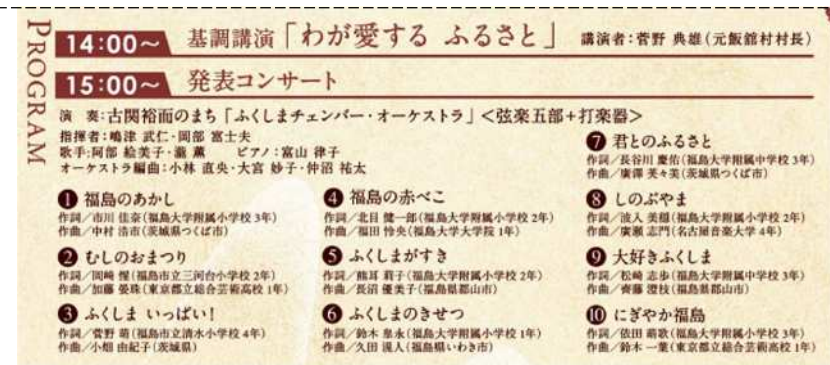 PROGRAM
14:00〜 基調講演「わが愛する ふるさと」 講演者：菅野 典雄（元飯舘村村長）
15:00〜 発表コンサート
演 奏：古関裕而のまち「ふくしまチェンバー・オーケストラ」＜弦楽五部＋打楽器＞
指揮者：嶋津 武仁・岡部 富士夫
歌手：阿部 絵美子・瀧 薫 ピアノ：富山 律子
オーケストラ編曲：小林 直央・大宮 妙子・仲沼 祐太
❶ 福島のあかし
作詞／市川 佳奈（福島大学附属小学校 3年）
作曲／中村 浩市（茨城県つくば市）
❷ むしのおまつり
作詞／岡崎 惺（福島市立三河台小学校 2年）
作曲／加藤 晏珠（東京都立総合芸術高校 1年）
❸ ふくしま いっぱい！
作詞／菅野 萌（福島市立清水小学校 4年）
作曲／小畑 由紀子（茨城県）
❹ 福島の赤べこ
作詞／北目 健一郎（福島大学附属小学校 2年）
作曲／福田 怜央（福島大学大学院 1年）
❺ ふくしまがすき
作詞／熊耳 莉子（福島大学附属小学校 2年）
作曲／長沼 優美子（福島県郡山市）
❻ ふくしまのきせつ
作詞／鈴木 皐永（福島大学附属小学校 1年）
作曲／久田 滉人（福島県いわき市）
❼ 君とのふるさと
作詞／長谷川 慶佑（福島大学附属中学校 3年）
作曲／廣澤 美々美（茨城県つくば市）
❽ しのぶやま
作詞／波入 美穏（福島大学附属小学校 2年）
作曲／廣瀬 志門（名古屋音楽大学 4年）
❾ 大好きふくしま
作詞／松崎 志歩（福島大学附属中学校 3年）
作曲／齊藤 澄枝（福島県郡山市）
❿ にぎやか福島
作詞／依田 萌歌（福島大学附属小学校 3年）
作曲／鈴木 一葉（東京都立総合芸術高校 1年）